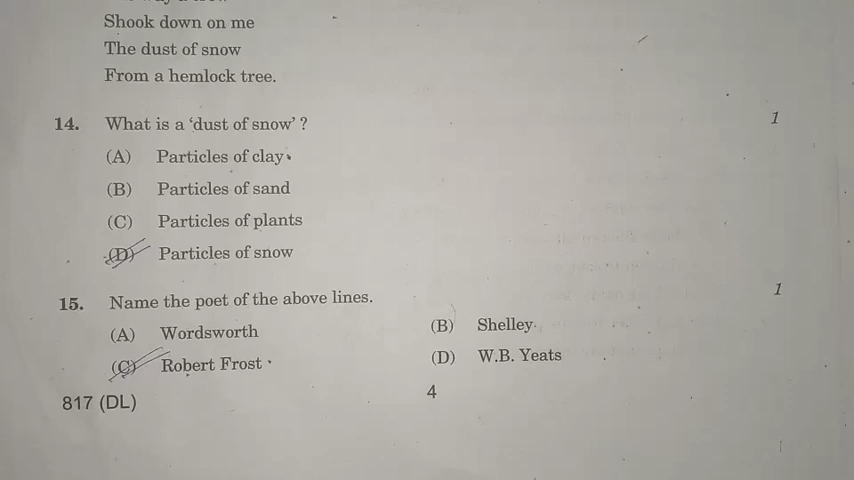 Shook down on me
The dust of snow
From a hemlock tree.
14. What is a 'dust of snow' ? 1
(A) Particles of clay
(B) Particles of sand
(C) Particles of plants
(D) Particles of snow
15. Name the poet of the above lines. 1
(A) Wordsworth (B) Shelley
(C) Robert Frost (D) W.B. Yeats
817 (DL) 4